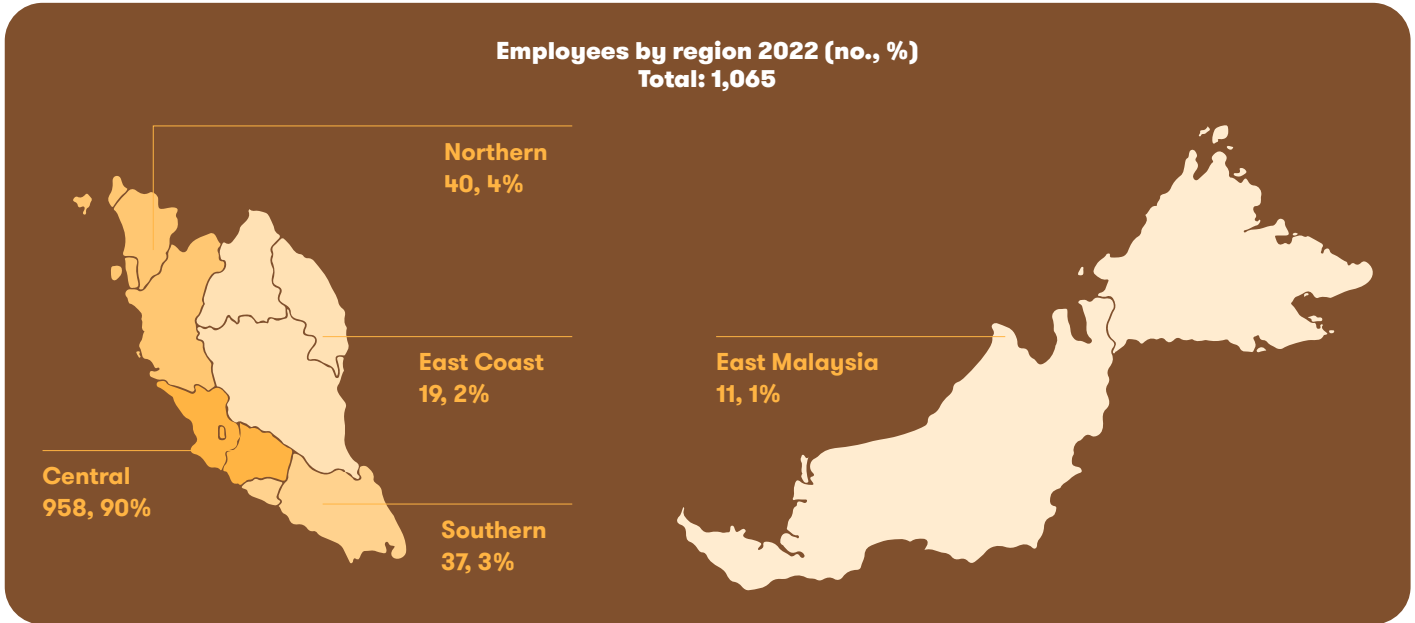 Employees by region 2022 (no., %)
Total: 1,065
Northern
40, 4%
East Coast
19, 2%
East Malaysia
11, 1%
Central
958, 90%
Southern
37, 3%